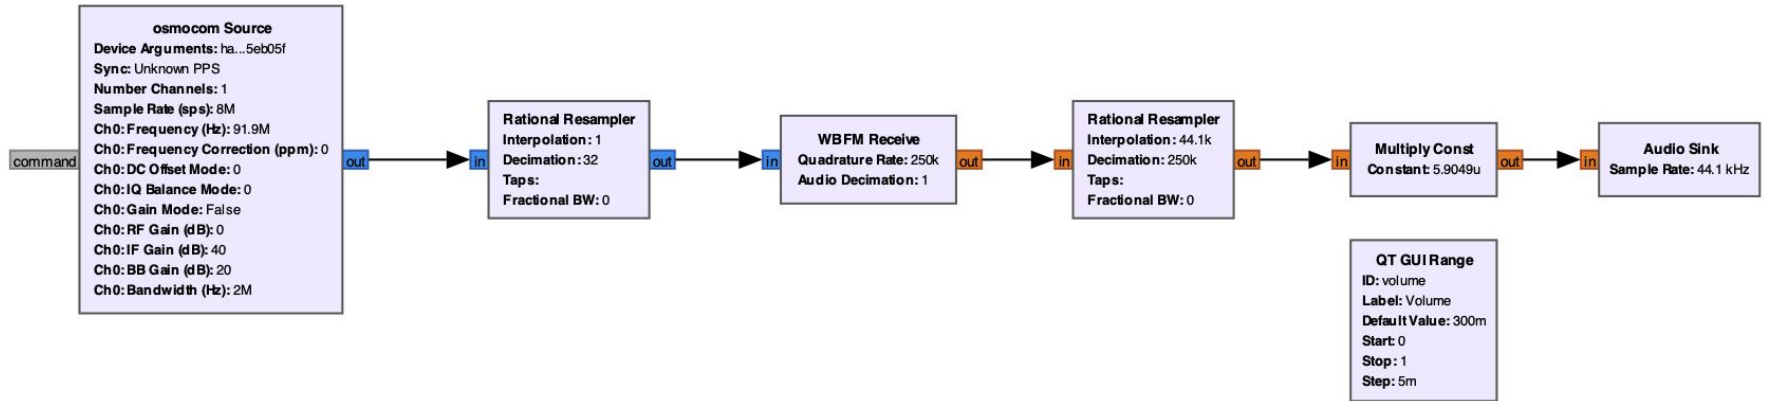 osmocom Source
Device Arguments: ha...5eb05f
Sync: Unknown PPS
Number Channels: 1
Sample Rate (sps): 8M
Ch0: Frequency (Hz): 91.9M
Ch0: Frequency Correction (ppm): 0
Ch0: DC Offset Mode: 0
Ch0: IQ Balance Mode: 0
Ch0: Gain Mode: False
Ch0: RF Gain (dB): 0
Ch0: IF Gain (dB): 40
Ch0: BB Gain (dB): 20
Ch0: Bandwidth (Hz): 2M
command
out
in
Rational Resampler
Interpolation: 1
Decimation: 32
Taps:
Fractional BW: 0
out
in
WBFM Receive
Quadrature Rate: 250k
Audio Decimation: 1
out
in
Rational Resampler
Interpolation: 44.1k
Decimation: 250k
Taps:
Fractional BW: 0
out
in
Multiply Const
Constant: 5.9049u
out
in
Audio Sink
Sample Rate: 44.1 kHz
QT GUI Range
ID: volume
Label: Volume
Default Value: 300m
Start: 0
Stop: 1
Step: 5m